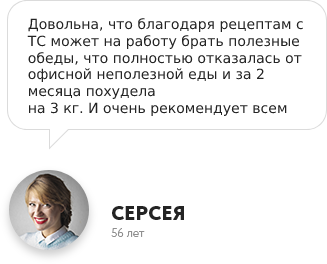 Довольна, что благодаря рецептам с
ТС может на работу брать полезные
обеды, что полностью отказалась от
офисной неполезной еды и за 2
месяца похудела
на 3 кг. И очень рекомендует всем
СЕРСЕЯ
56 лет